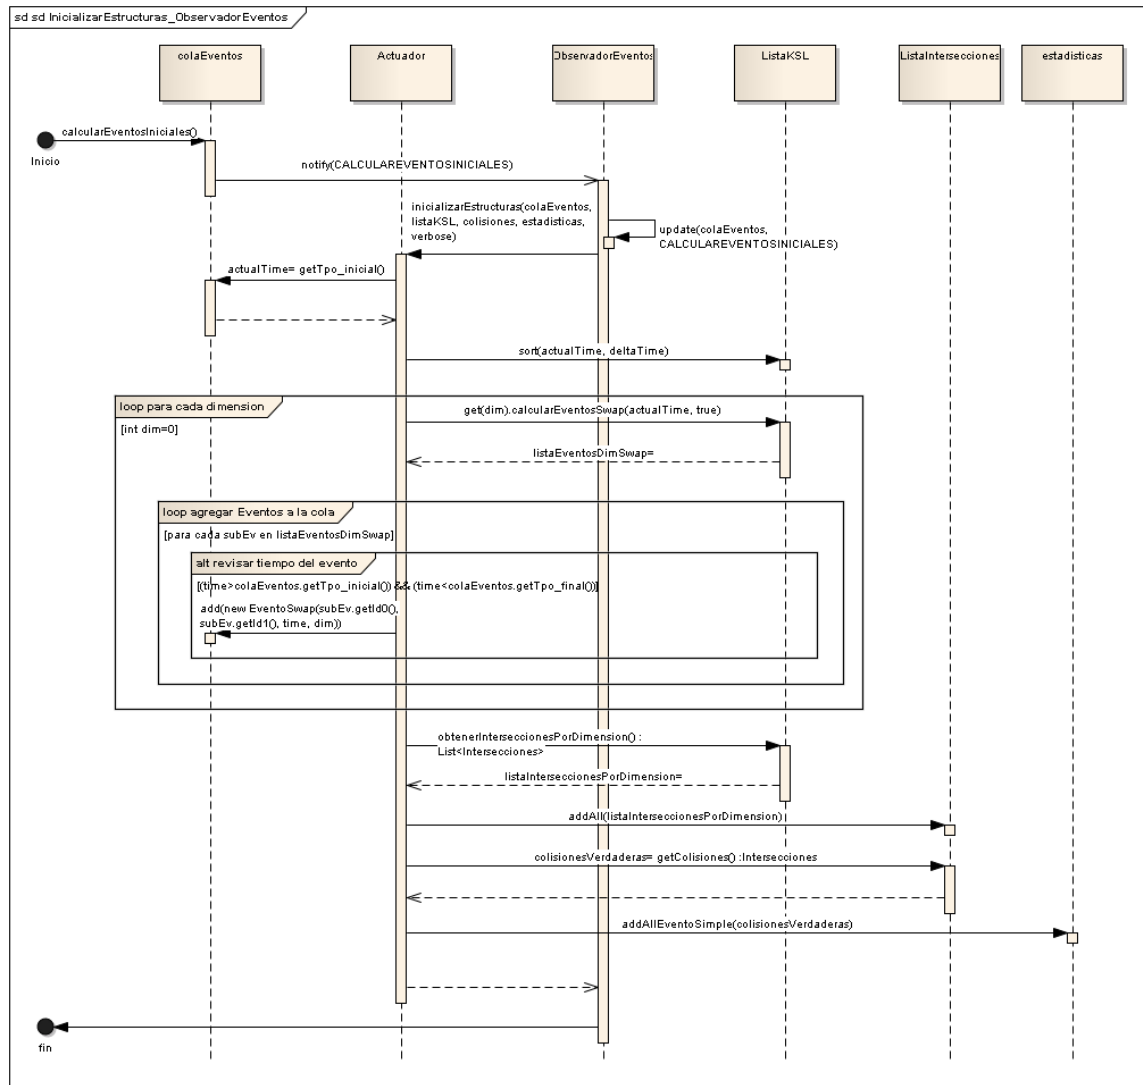 sd sd InicializarEstructuras_ObservadorEventos
colaEventos
Actuador
ObservadorEventos
ListaKSL
ListaIntersecciones
estadisticas
calcularEventosIniciales()
Inicio
notify(CALCULAREVENTOSINICIALES)
inicializarEstructuras(colaEventos,
listaKSL, colisiones, estadisticas,
verbose)
update(colaEventos,
CALCULAREVENTOSINICIALES)
actualTime= getTpo_inicial()
sort(actualTime, deltaTime)
loop para cada dimension
[int dim=0]
get(dim).calcularEventosSwap(actualTime, true)
listaEventosDimSwap=
loop agregar Eventos a la cola
[para cada subEv en listaEventosDimSwap]
alt revisar tiempo del evento
[(time>colaEventos.getTpo_inicial()) && (time<colaEventos.getTpo_final())]
add(new EventoSwap(subEv.getId0(),
subEv.getId1(), time, dim))
obtenerInterseccionesPorDimension() :
List<Intersecciones>
listaInterseccionesPorDimension=
addAll(listaInterseccionesPorDimension)
colisionesVerdaderas= getColisiones() :Intersecciones
addAllEventoSimple(colisionesVerdaderas)
fin